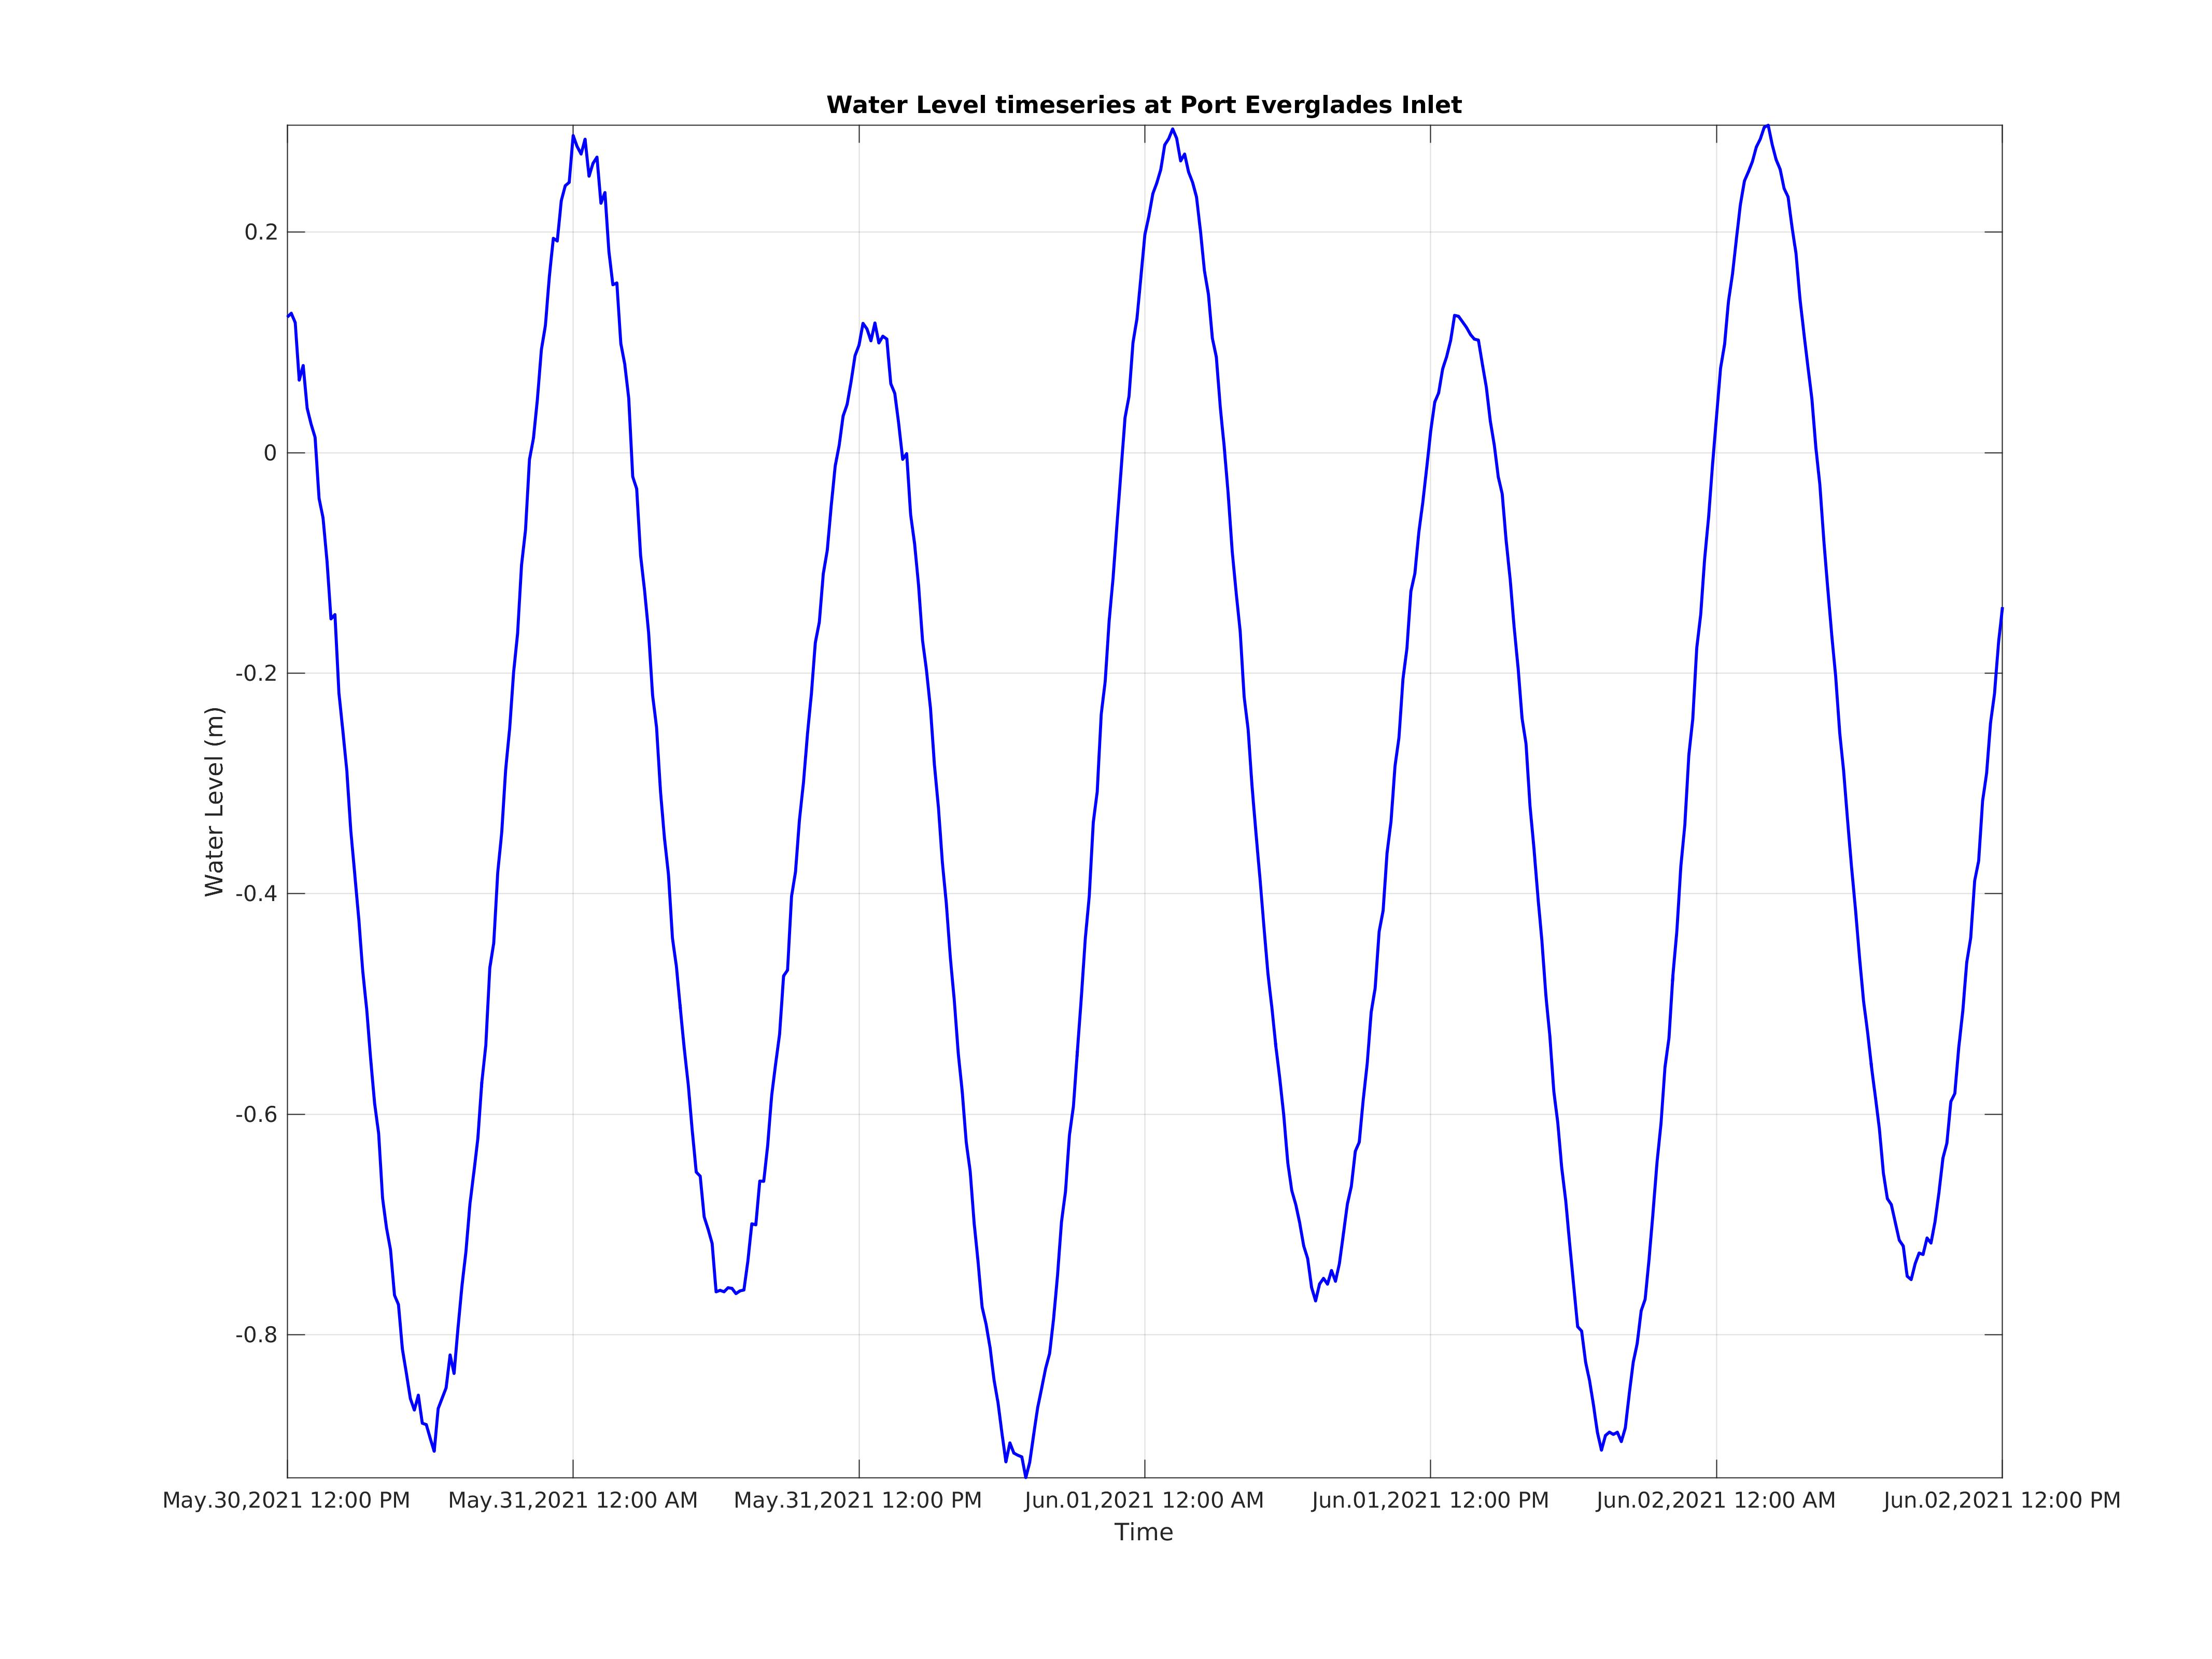 Water Level timeseries at Port Everglades Inlet
0.2
0
-0.2
-0.4
-0.6
-0.8
Water Level (m)
May.30,2021 12:00 PM
May.31,2021 12:00 AM
May.31,2021 12:00 PM
Jun.01,2021 12:00 AM
Jun.01,2021 12:00 PM
Jun.02,2021 12:00 AM
Jun.02,2021 12:00 PM
Time